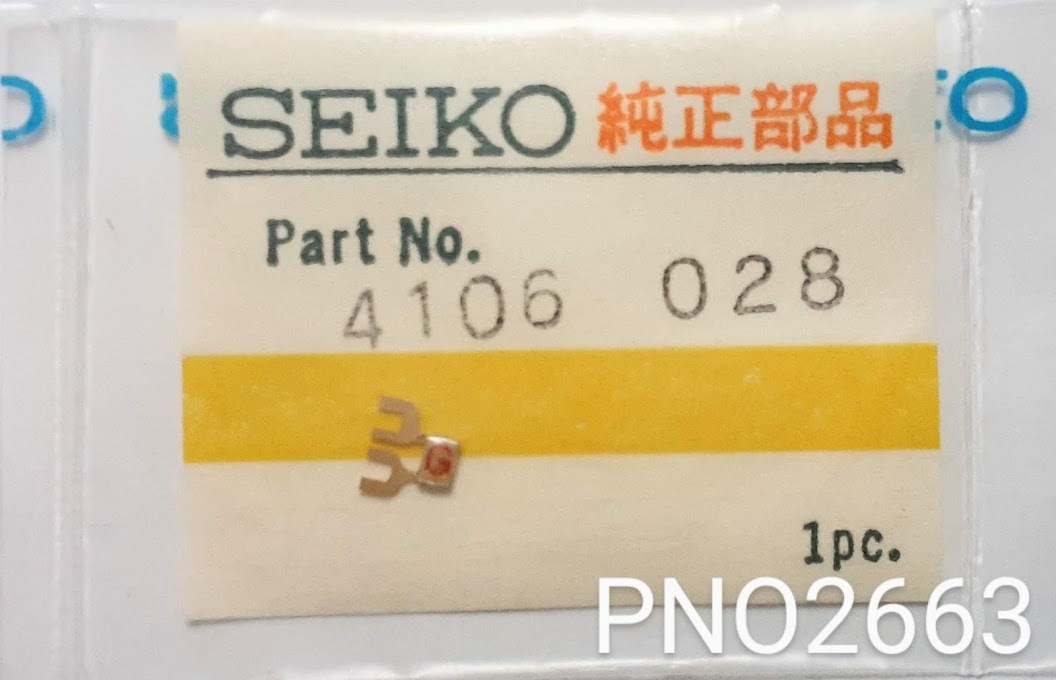 SEIKO 純正部品
Part No.
4106 028
G
1pc.
PNO2663